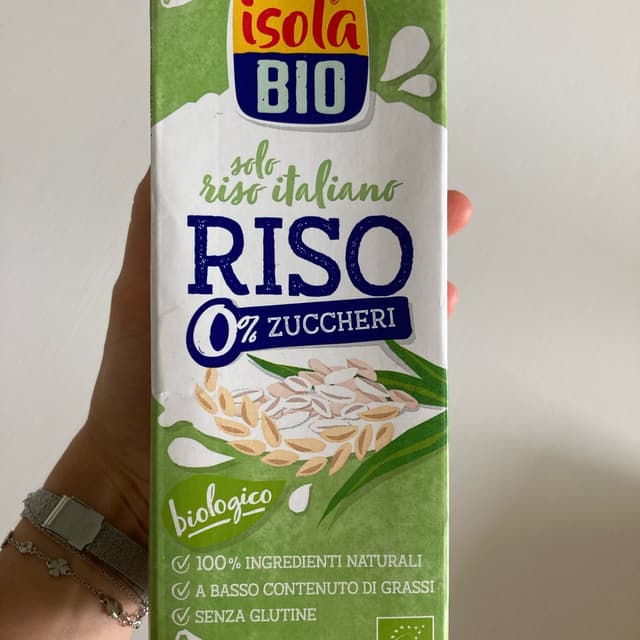 isola
BIO
solo
riso italiano
RISO
0% ZUCCHERI
biologico
100% INGREDIENTI NATURALI
A BASSO CONTENUTO DI GRASSI
SENZA GLUTINE